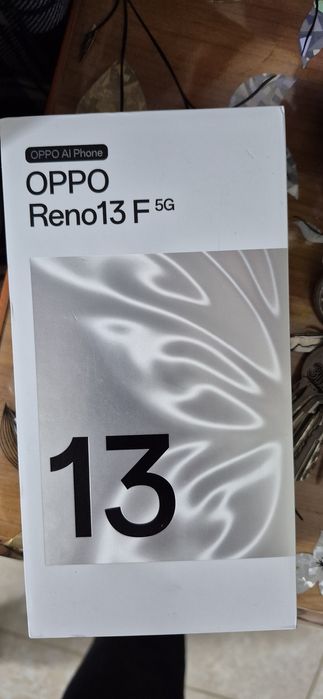 OPPO AI Phone
OPPO
Reno13 F 5G
13